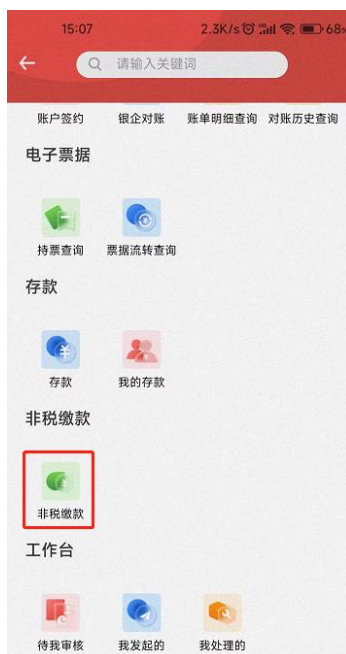 15:07 2.3K/s 68%
请输入关键词
账户签约 银企对账 账单明细查询 对账历史查询
电子票据
持票查询 票据流转查询
存款
存款 我的存款
非税缴款
非税缴款
工作台
待我审核 我发起的 我处理的